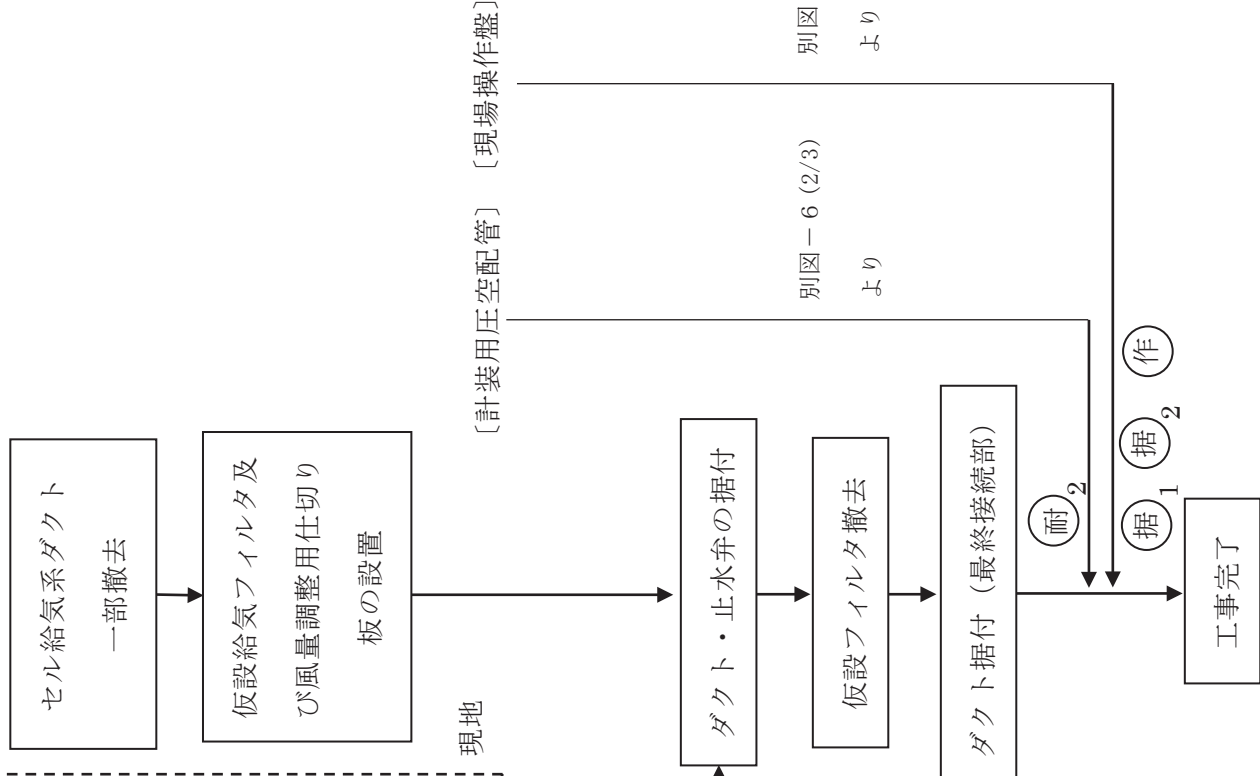 セル給気系ダクト
一部撤去
仮設給気フィルタ及
び風量調整用仕切り
板の設置
現地
〔計装用圧空配管〕
〔現場操作盤〕
別図－6 (2/3)
より
別図
より
ダクト・止水弁の据付
仮設フィルタ撤去
ダクト据付（最終接続部）
耐2
据1
据2
作
工事完了